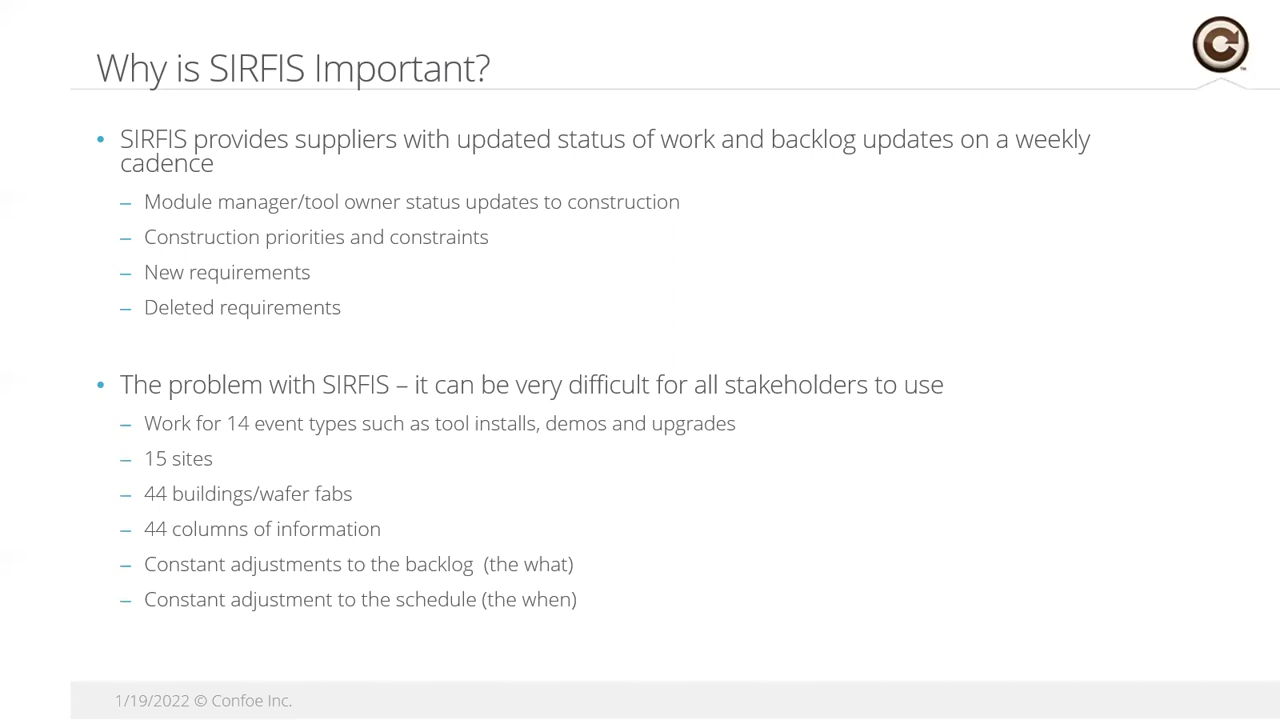 Why is SIRFIS Important?
• SIRFIS provides suppliers with updated status of work and backlog updates on a weekly
cadence
– Module manager/tool owner status updates to construction
– Construction priorities and constraints
– New requirements
– Deleted requirements
• The problem with SIRFIS – it can be very difficult for all stakeholders to use
– Work for 14 event types such as tool installs, demos and upgrades
– 15 sites
– 44 buildings/wafer fabs
– 44 columns of information
– Constant adjustments to the backlog  (the what)
– Constant adjustment to the schedule (the when)
1/19/2022 © Confoe Inc.